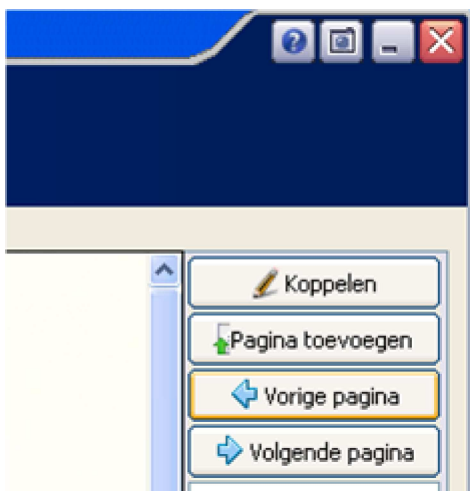 Koppelen
Pagina toevoegen
Vorige pagina
Volgende pagina